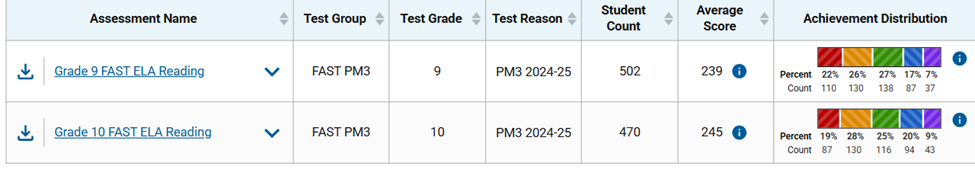 Assessment Name Test Group Test Grade Test Reason Student Count Average Score Achievement Distribution
Grade 9 FAST ELA Reading FAST PM3 9 PM3 2024-25 502 239
Percent 22% 26% 27% 17% 7%
Count 110 130 138 87 37
Grade 10 FAST ELA Reading FAST PM3 10 PM3 2024-25 470 245
Percent 19% 28% 25% 20% 9%
Count 87 130 116 94 43